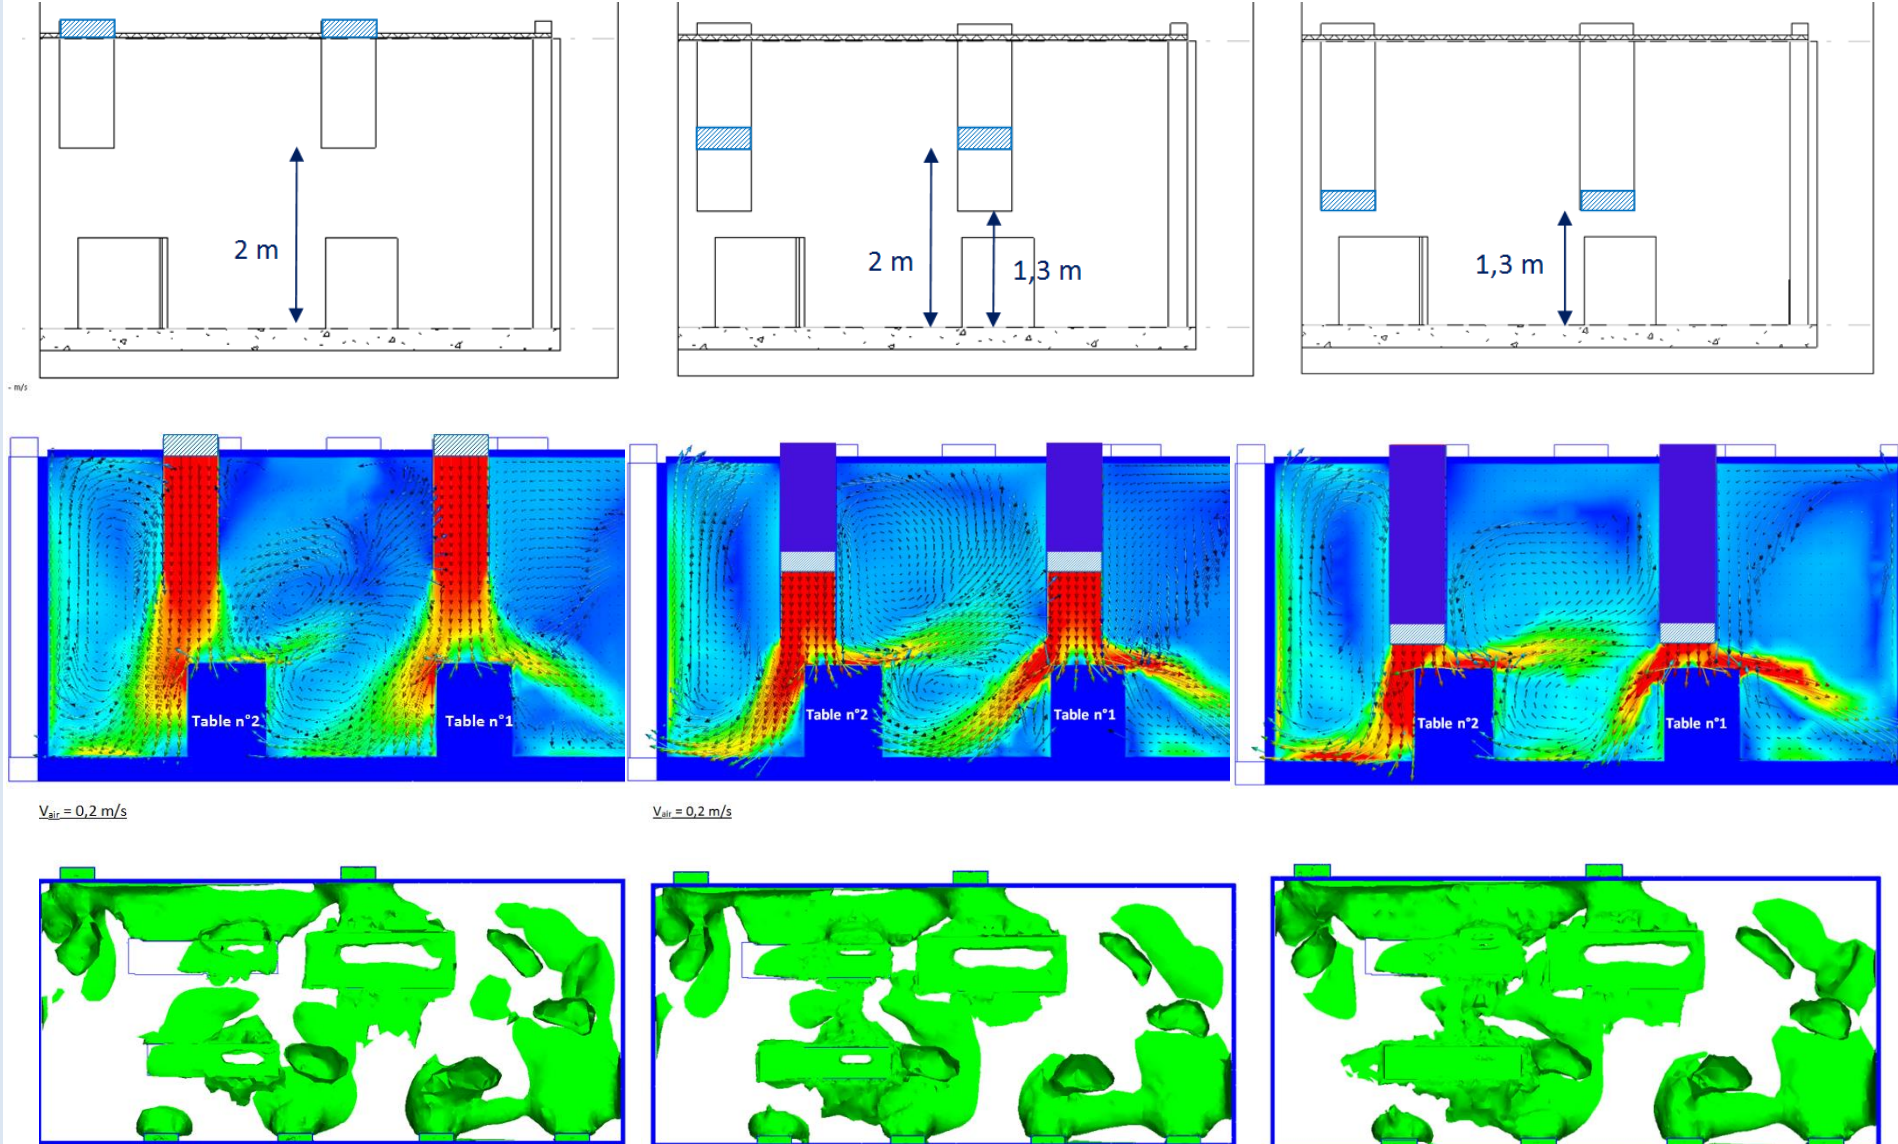 2 m
2 m
1,3 m
1,3 m
- m/s
Table n°2
Table n°1
Table n°2
Table n°1
Table n°2
Table n°1
Vair = 0,2 m/s
Vair = 0,2 m/s